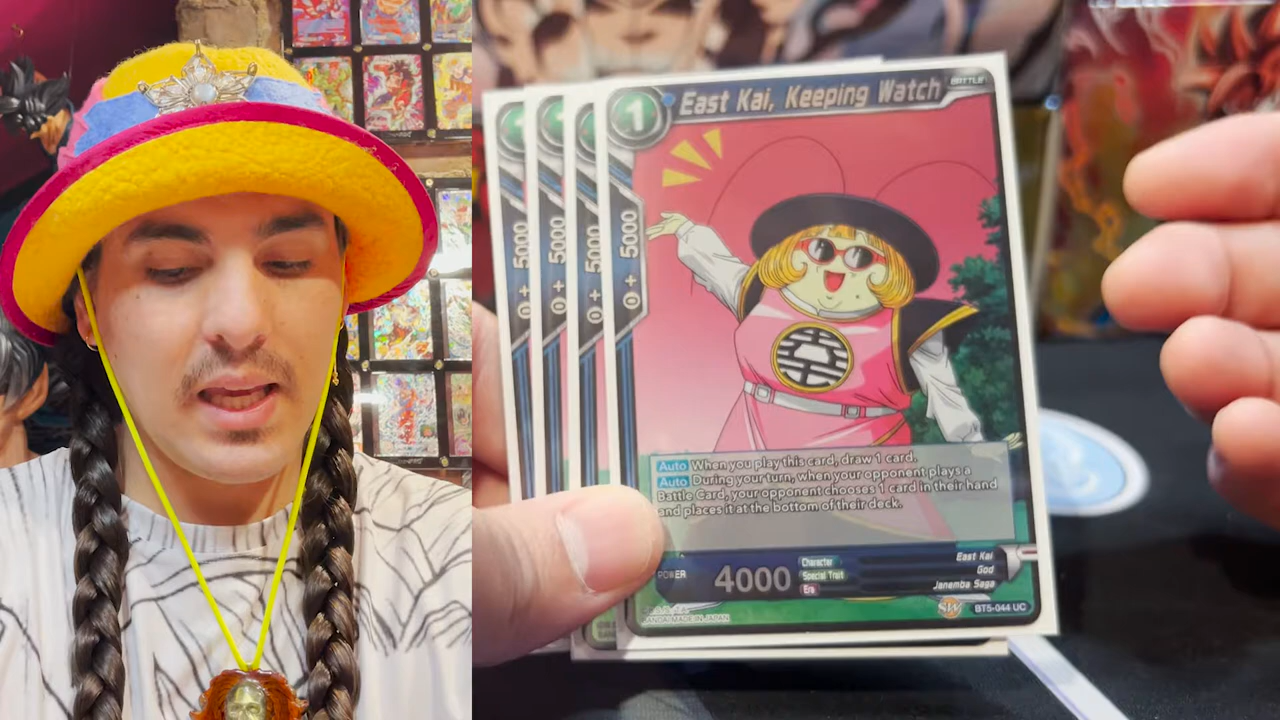 1
East Kai, Keeping Watch
BATTLE
5000
5000
5000
0 + 5000
Auto When you play this card, draw 1 card.
Auto During your turn, when your opponent plays a
Battle Card, your opponent chooses 1 card in their hand
and places it at the bottom of their deck.
POWER
4000
Character
East Kai
Special Trait
God
Era
Janemba Saga
BT5-044 UC